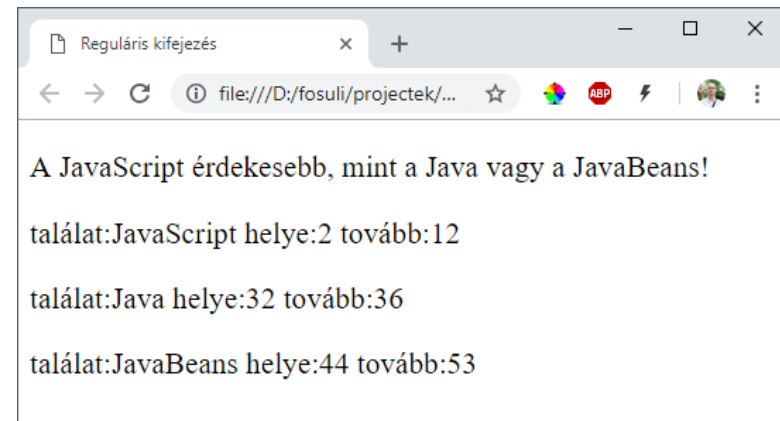 Reguláris kifejezés
file:///D:/fosuli/projectek/...
ABP
A JavaScript érdekesebb, mint a Java vagy a JavaBeans!
találat:JavaScript helye:2 tovább:12
találat:Java helye:32 tovább:36
találat:JavaBeans helye:44 tovább:53